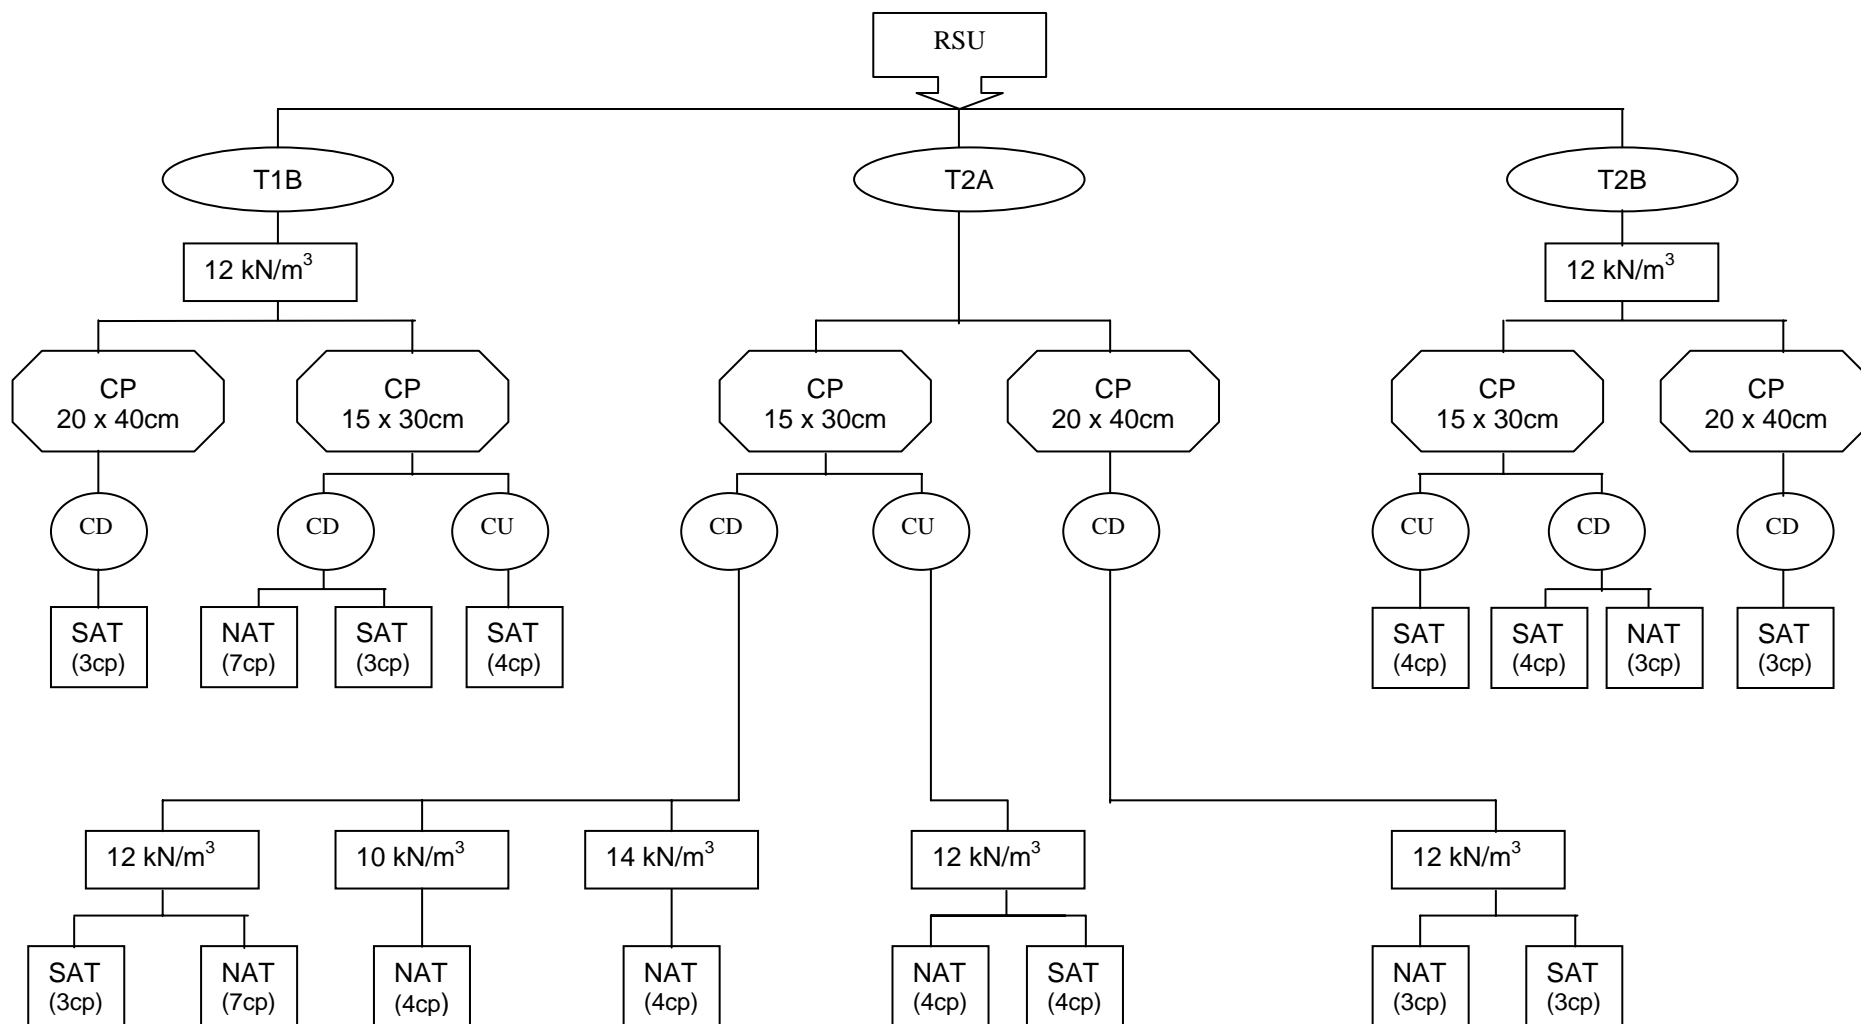 RSU
T1B
T2A
T2B
12 kN/m³
12 kN/m³
CP
20 x 40cm
CP
15 x 30cm
CP
15 x 30cm
CP
20 x 40cm
CP
15 x 30cm
CP
20 x 40cm
CD
CD
CU
CD
CU
CD
CU
CD
CD
SAT
(3cp)
NAT
(7cp)
SAT
(3cp)
SAT
(4cp)
SAT
(4cp)
SAT
(4cp)
NAT
(3cp)
SAT
(3cp)
12 kN/m³
10 kN/m³
14 kN/m³
12 kN/m³
12 kN/m³
SAT
(3cp)
NAT
(7cp)
NAT
(4cp)
NAT
(4cp)
NAT
(4cp)
SAT
(4cp)
NAT
(3cp)
SAT
(3cp)